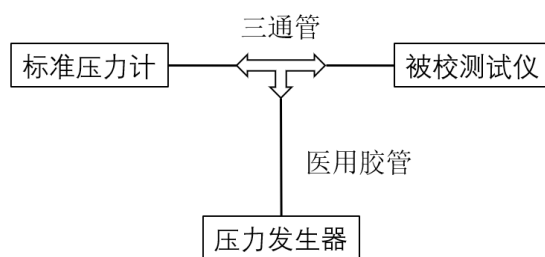 三通管
标准压力计
被校测试仪
医用胶管
压力发生器